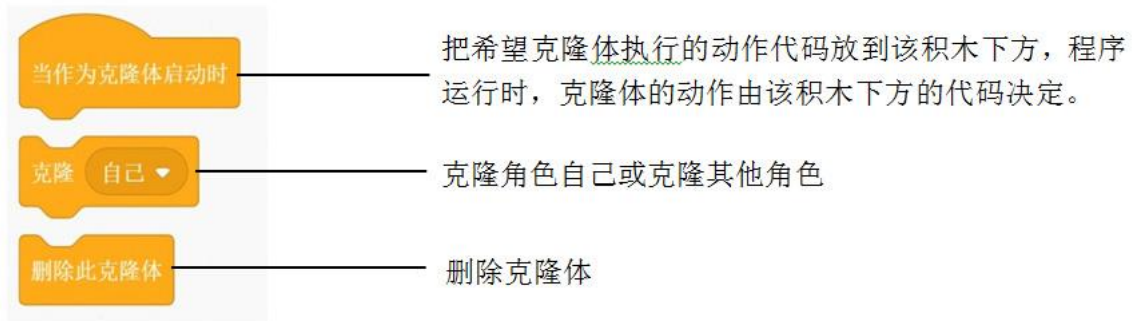 当作为克隆体启动时
把希望克隆体执行的动作代码放到该积木下方，程序
运行时，克隆体的动作由该积木下方的代码决定。
克隆 自己
克隆角色自己或克隆其他角色
删除此克隆体
删除克隆体